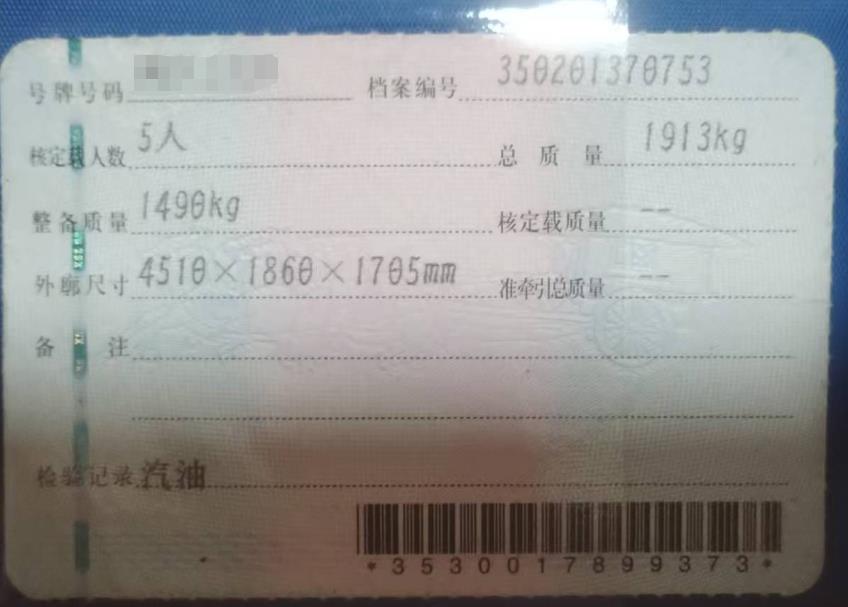 号牌号码 档案编号 350201370753
核定载人数 5人 总质量 1913kg
整备质量 1490kg 核定载质量 --
外廓尺寸 4510×1860×1705mm 准牵引总质量 --
备注
检验记录 汽油
*3530017899373*